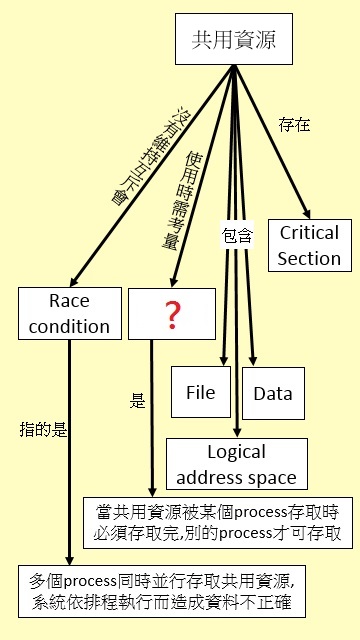 共用資源
沒有維持互斥會
使用時需考量
包含
存在
Critical
Section
Race
condition
?
File
Data
指的是
是
Logical
address space
當共用資源被某個process存取時
必須存取完,別的process才可存取
多個process同時並行存取共用資源,
系統依排程執行而造成資料不正確